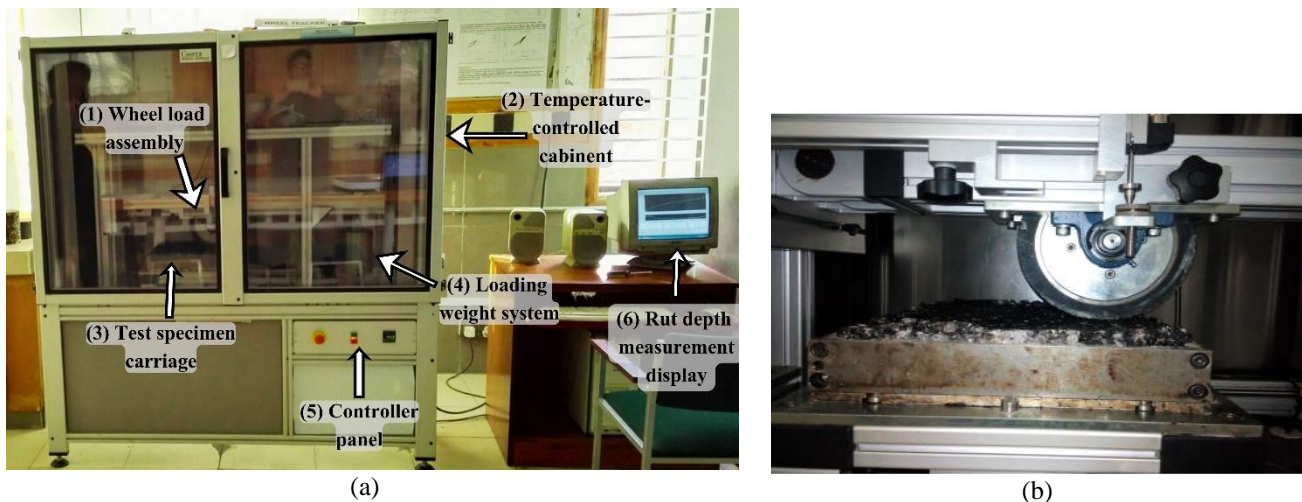 WHEEL TRACKER
COOPER
(1) Wheel load
assembly
(2) Temperature-
controlled
cabinent
(3) Test specimen
carriage
(4) Loading
weight system
(5) Controller
panel
(6) Rut depth
measurement
display
(a)
(b)